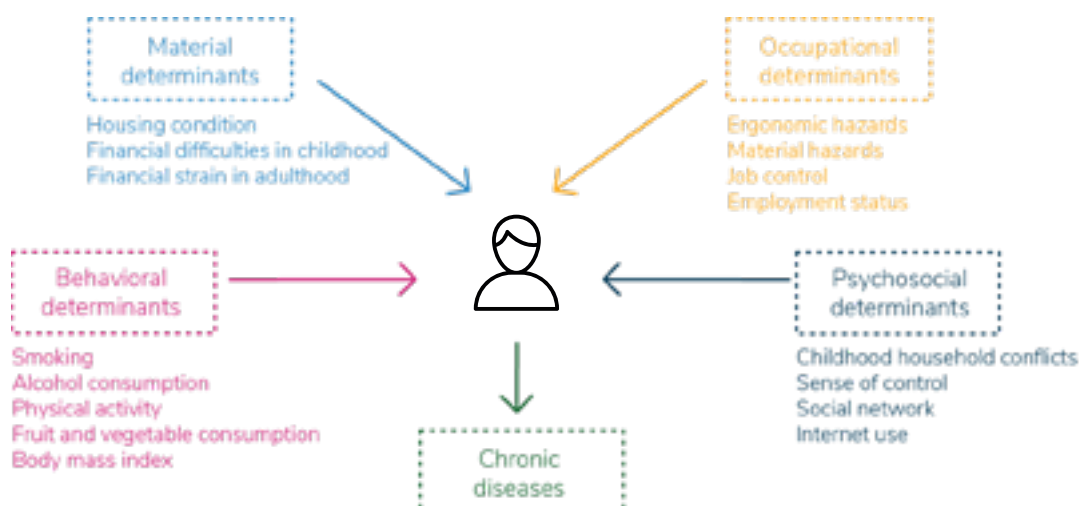 Material
determinants
Housing condition
Financial difficulties in childhood
Financial strain in adulthood
Occupational
determinants
Ergonomic hazards
Material hazards
Job control
Employment status
Behavioral
determinants
Smoking
Alcohol consumption
Physical activity
Fruit and vegetable consumption
Body mass index
Psychosocial
determinants
Childhood household conflicts
Sense of control
Social network
Internet use
Chronic
diseases